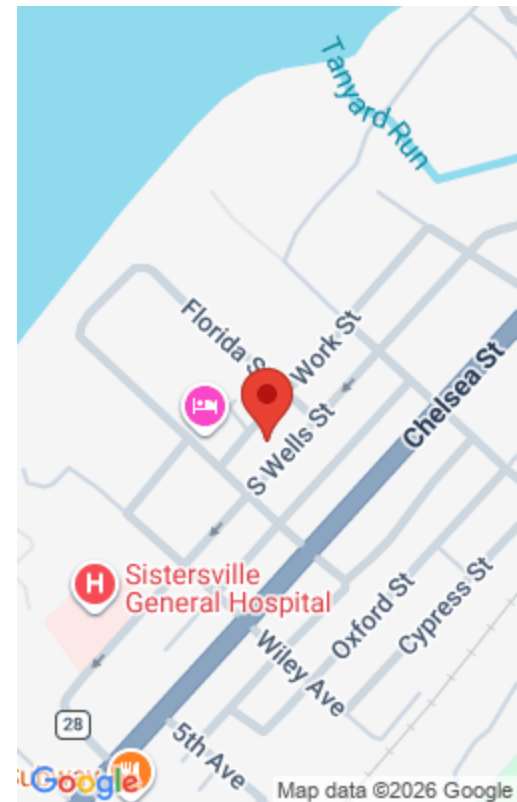 Tanyard Run
Florida S
Work St
S Wells St
Chelsea St
H
Sistersville
General Hospital
Oxford St
Cypress St
Wiley Ave
28
5th Ave
Google
Map data ©2026 Google